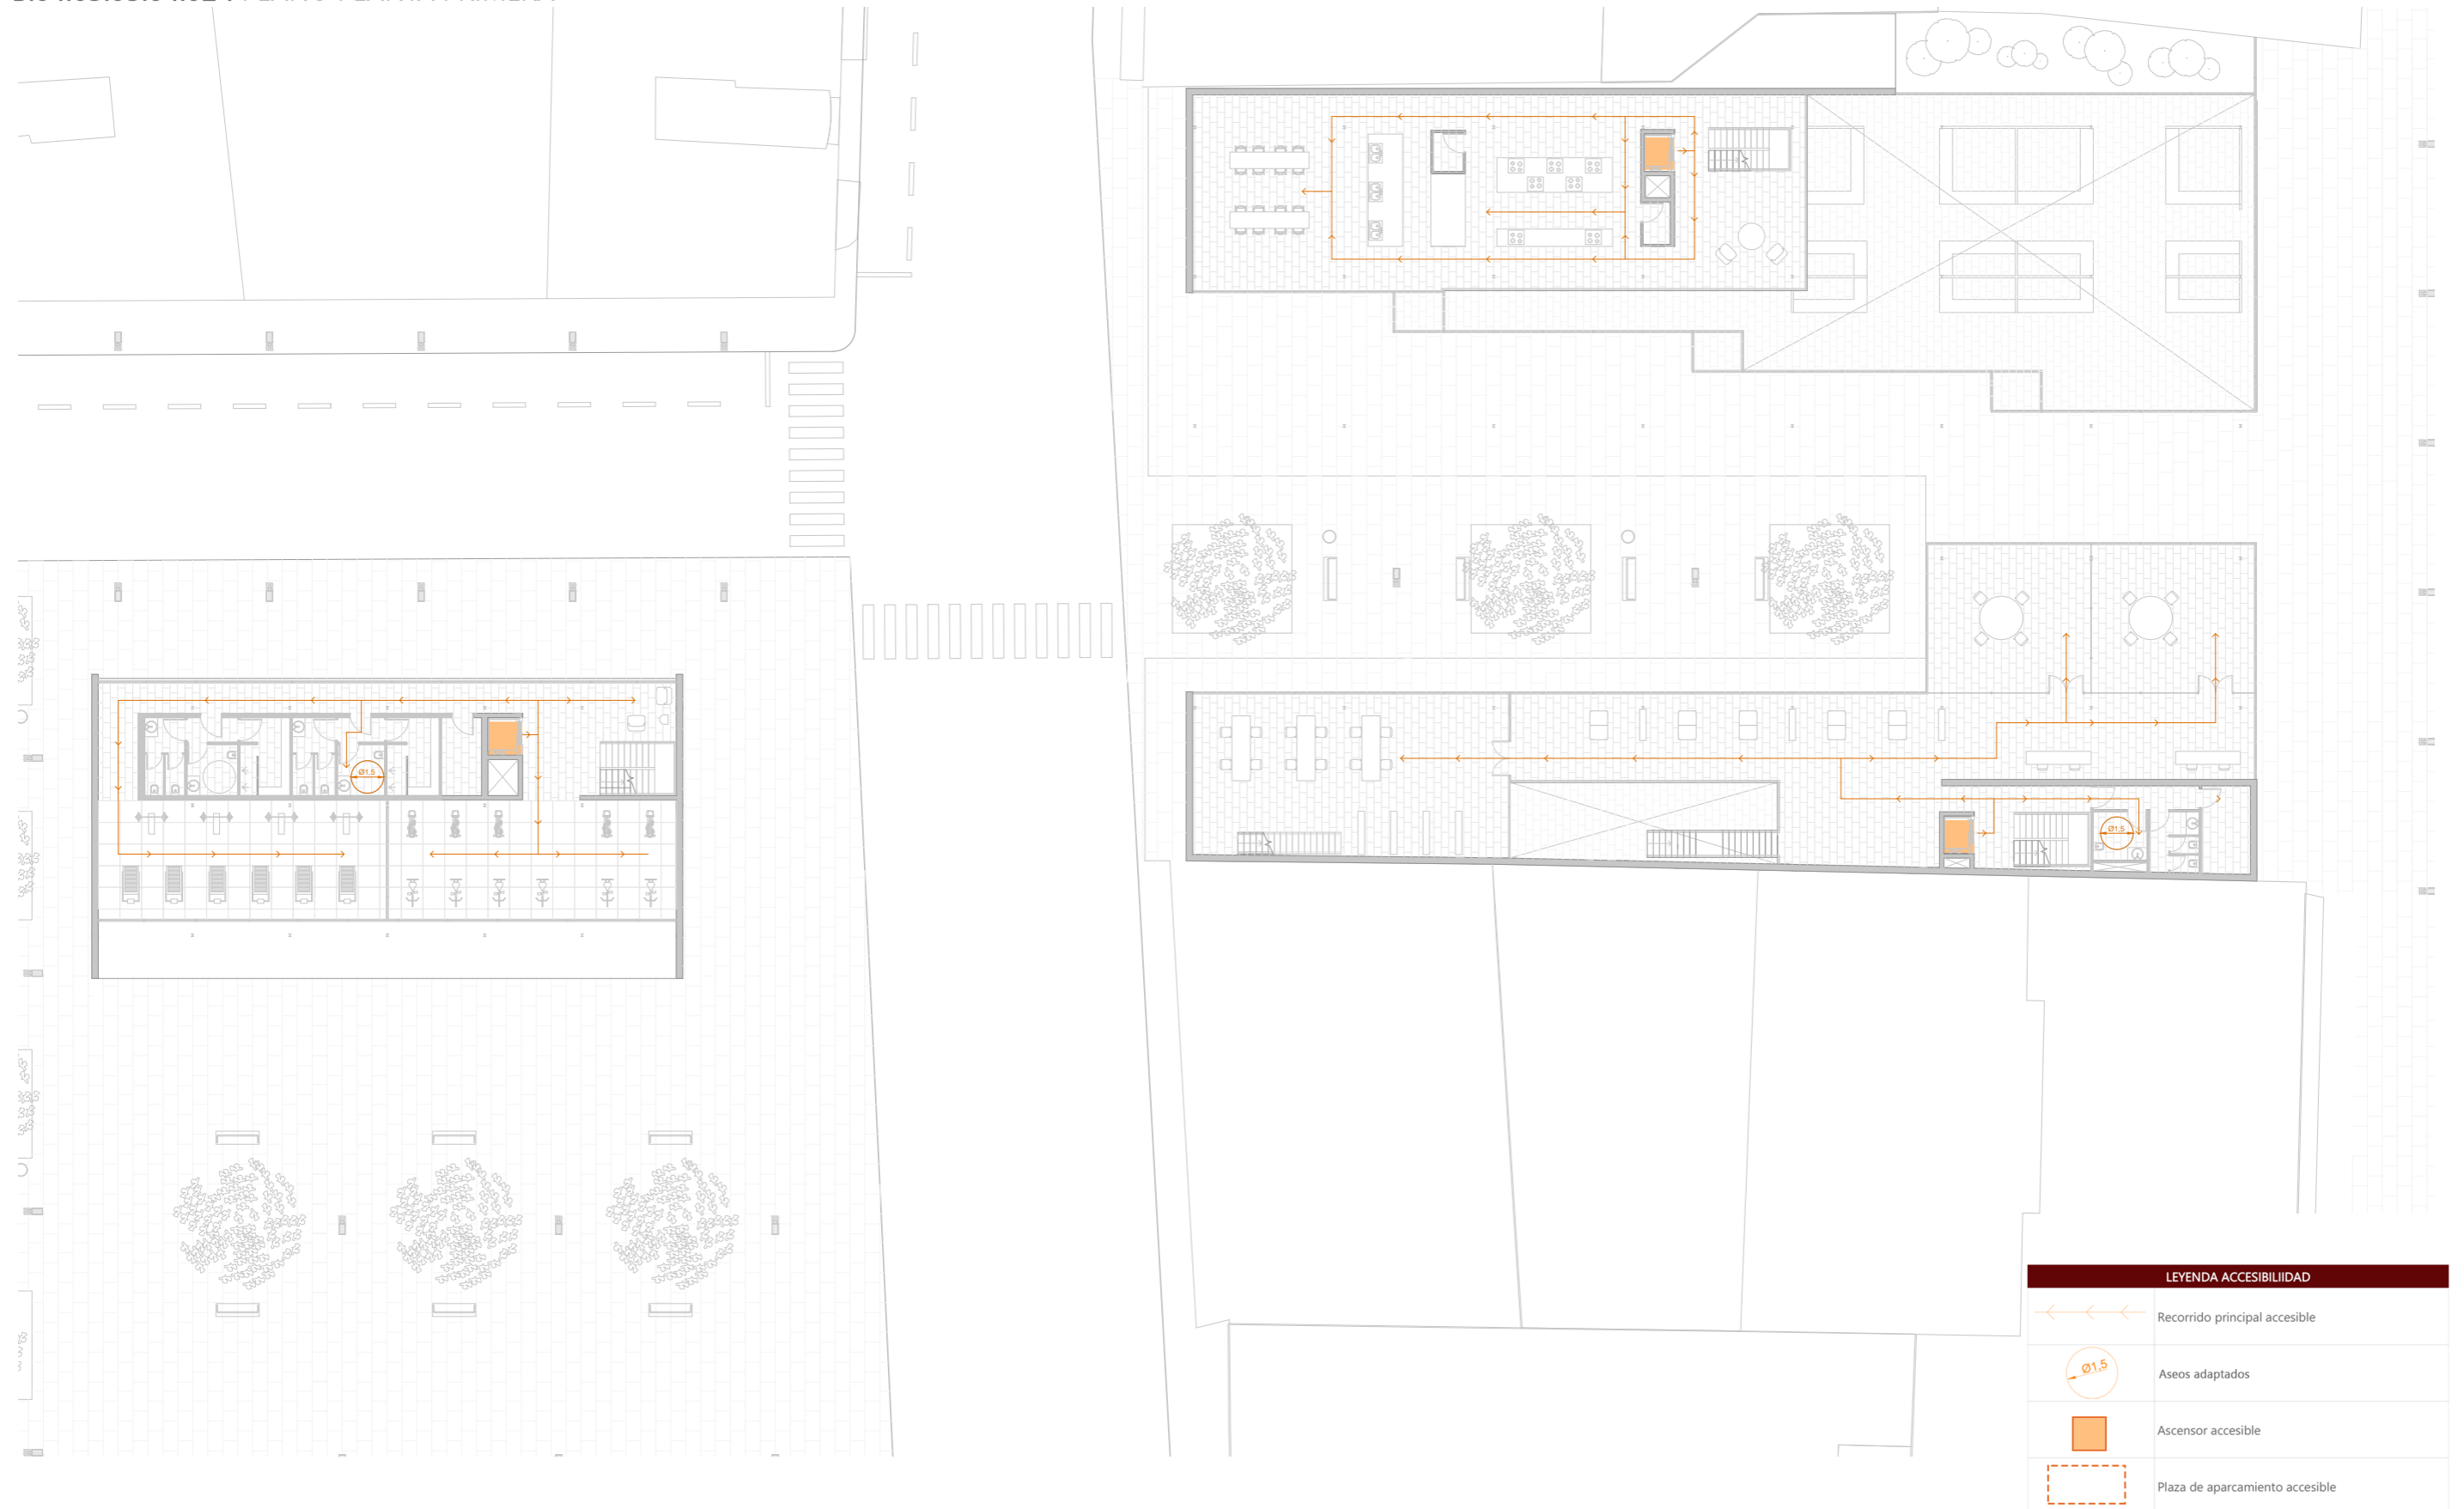 Ø1,5
Ø1,5
LEYENDA ACCESIBILIIDAD
Recorrido principal accesible
Ø1,5
Aseos adaptados
Ascensor accesible
Plaza de aparcamiento accesible